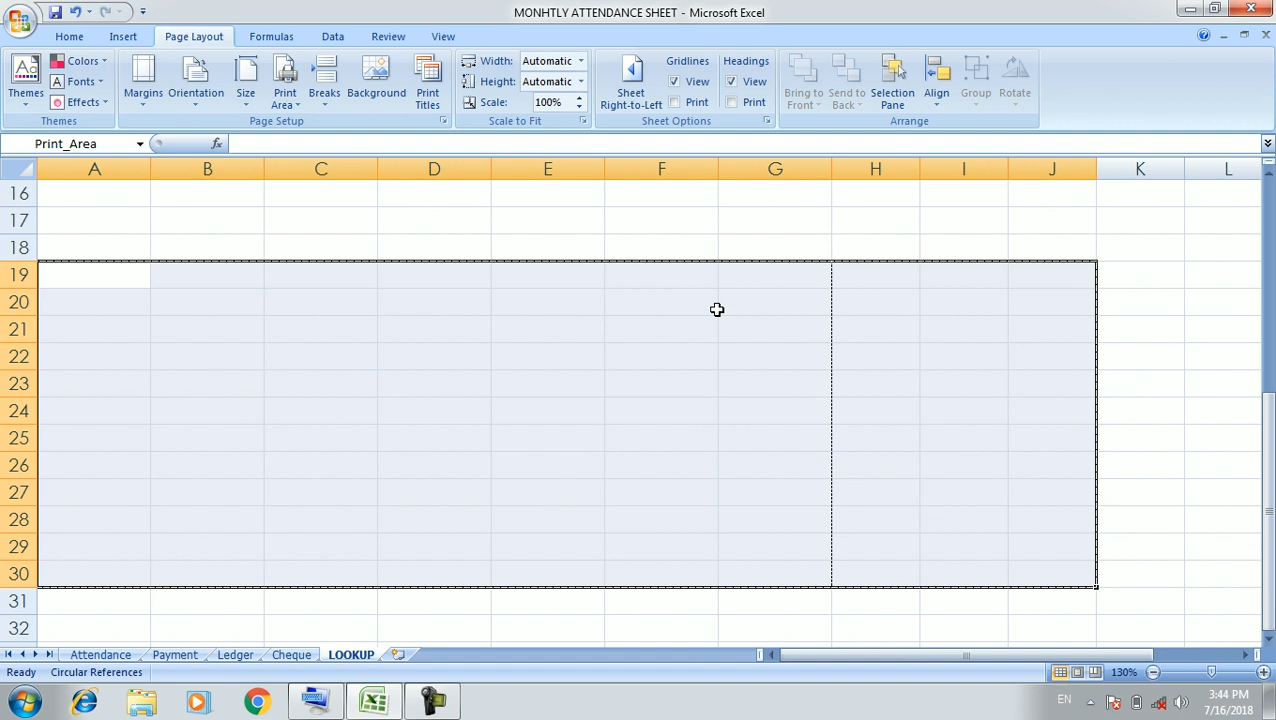 MONHTLY ATTENDANCE SHEET - Microsoft Excel
Home Insert Page Layout Formulas Data Review View
Themes Colors Fonts Effects
Margins Orientation Size Print Area Breaks Background Print Titles
Width: Automatic
Height: Automatic
Scale: 100%
Sheet Right-to-Left
Gridlines View Print
Headings View Print
Bring to Front Send to Back Selection Pane Align Group Rotate
Themes Page Setup Scale to Fit Sheet Options Arrange
Print_Area fx
A B C D E F G H I J K L
16
17
18
19
20
21
22
23
24
25
26
27
28
29
30
31
32
Attendance Payment Ledger Cheque LOOKUP
Ready Circular References 130%
EN 3:44 PM
7/16/2018